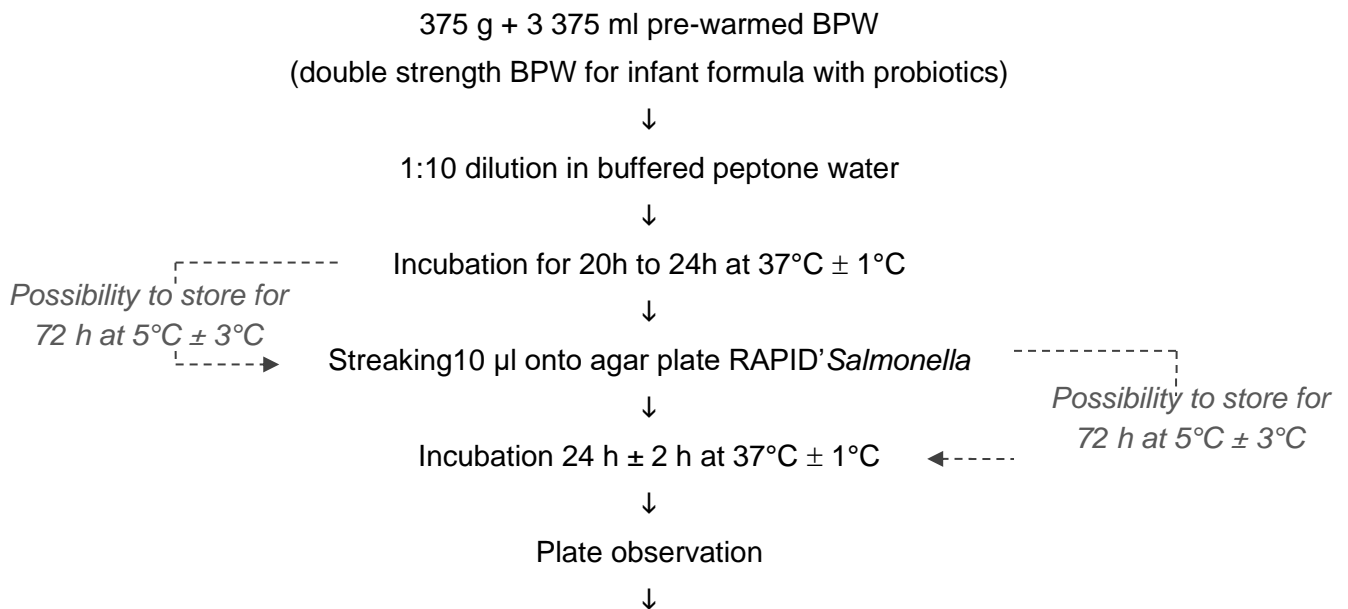 375 g + 3 375 ml pre-warmed BPW
(double strength BPW for infant formula with probiotics)
↓
1:10 dilution in buffered peptone water
↓
Incubation for 20h to 24h at 37°C ± 1°C
Possibility to store for
72 h at 5°C ± 3°C
↓
Streaking10 µl onto agar plate RAPID’Salmonella
Possibility to store for
72 h at 5°C ± 3°C
↓
Incubation 24 h ± 2 h at 37°C ± 1°C
↓
Plate observation
↓